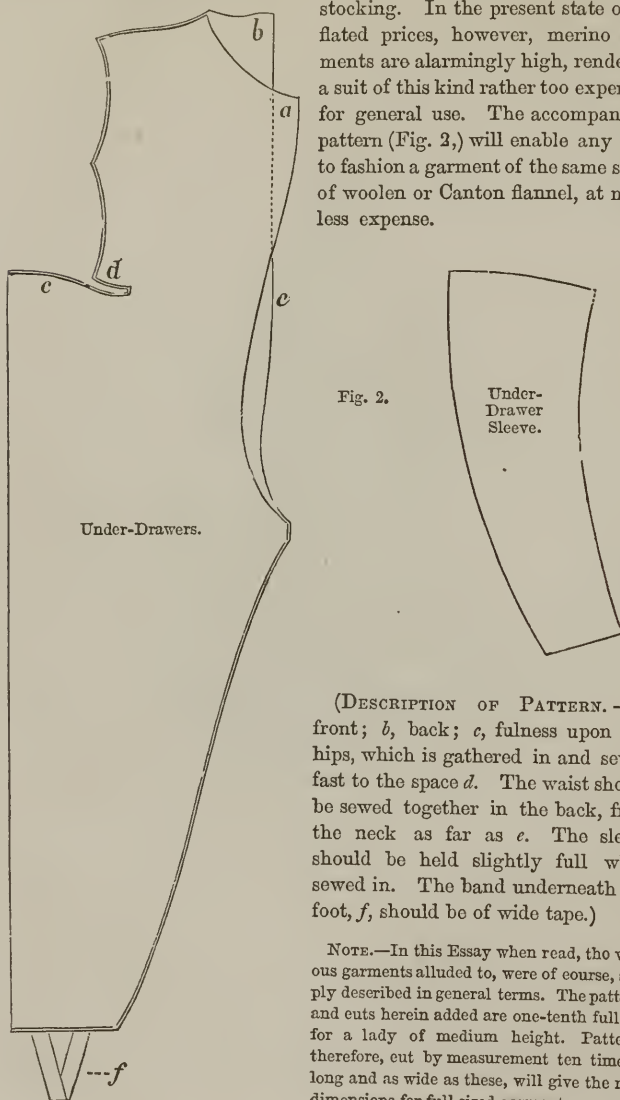 stocking. In the present state o
flated prices, however, merino
ments are alarmingly high, rende
a suit of this kind rather too exper
for general use. The accompan
pattern (Fig. 2,) will enable any
to fashion a garment of the same s
of woolen or Canton flannel, at n
less expense.
b
a
d
c
e
Fig. 2.
Under-
Drawer
Sleeve.
Under-Drawers.
(DESCRIPTION OF PATTERN.—
front; b, back; c, fulness upon
hips, which is gathered in and se
fast to the space d. The waist sho
be sewed together in the back, f
the neck as far as e. The sle
should be held slightly full w
sewed in. The band underneath
foot, f, should be of wide tape.)
NOTE.—In this Essay when read, tho v
ous garments alluded to, were of course,
ply described in general terms. The patt
and cuts herein added are one-tenth full
for a lady of medium height. Patte
therefore, cut by measurement ten time
long and as wide as these, will give the r
dimensions for full sized
f